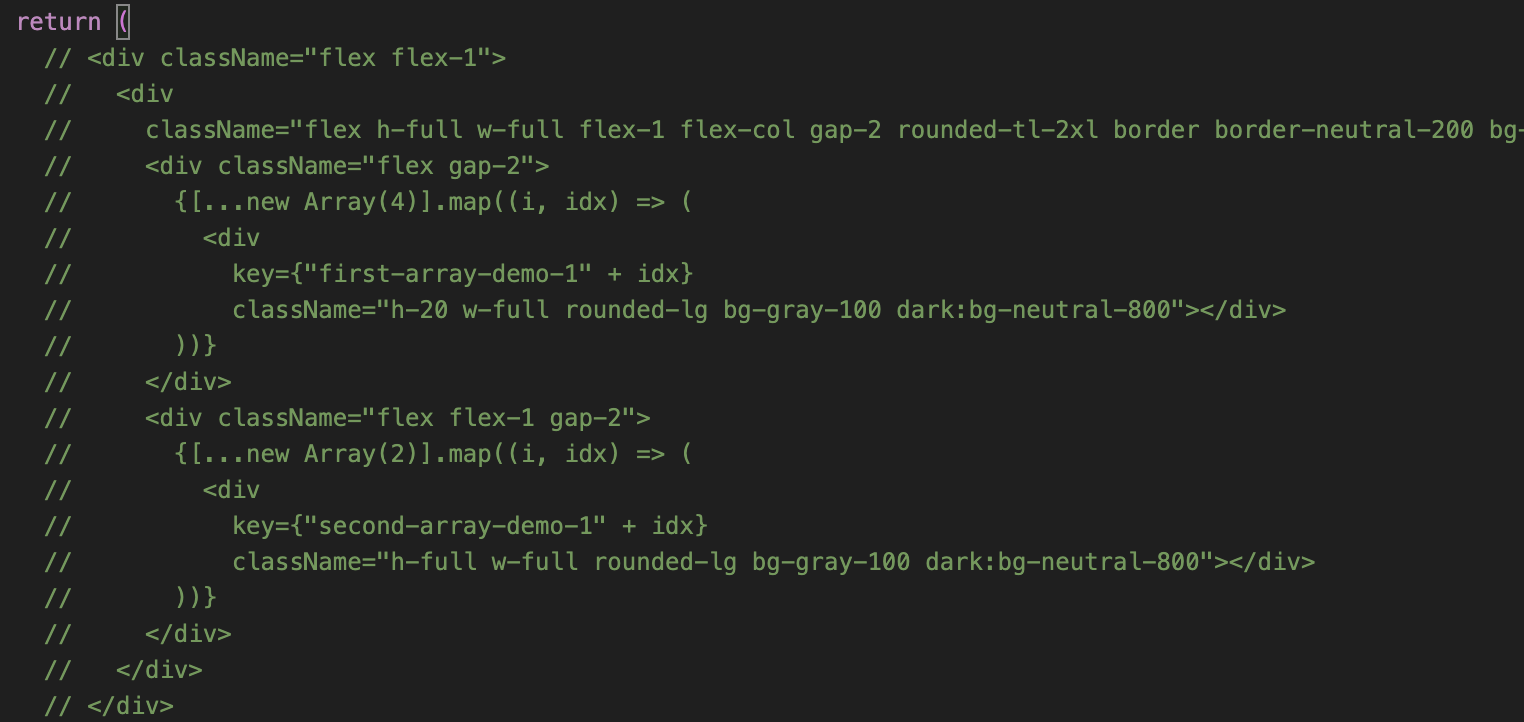 return (
  // <div className="flex flex-1">
  //   <div
  //     className="flex h-full w-full flex-1 flex-col gap-2 rounded-tl-2xl border border-neutral-200 bg-
  //     <div className="flex gap-2">
  //       {[...new Array(4)].map((i, idx) => (
  //         <div
  //           key={"first-array-demo-1" + idx}
  //           className="h-20 w-full rounded-lg bg-gray-100 dark:bg-neutral-800"></div>
  //       ))}
  //     </div>
  //     <div className="flex flex-1 gap-2">
  //       {[...new Array(2)].map((i, idx) => (
  //         <div
  //           key={"second-array-demo-1" + idx}
  //           className="h-full w-full rounded-lg bg-gray-100 dark:bg-neutral-800"></div>
  //       ))}
  //     </div>
  //   </div>
  // </div>